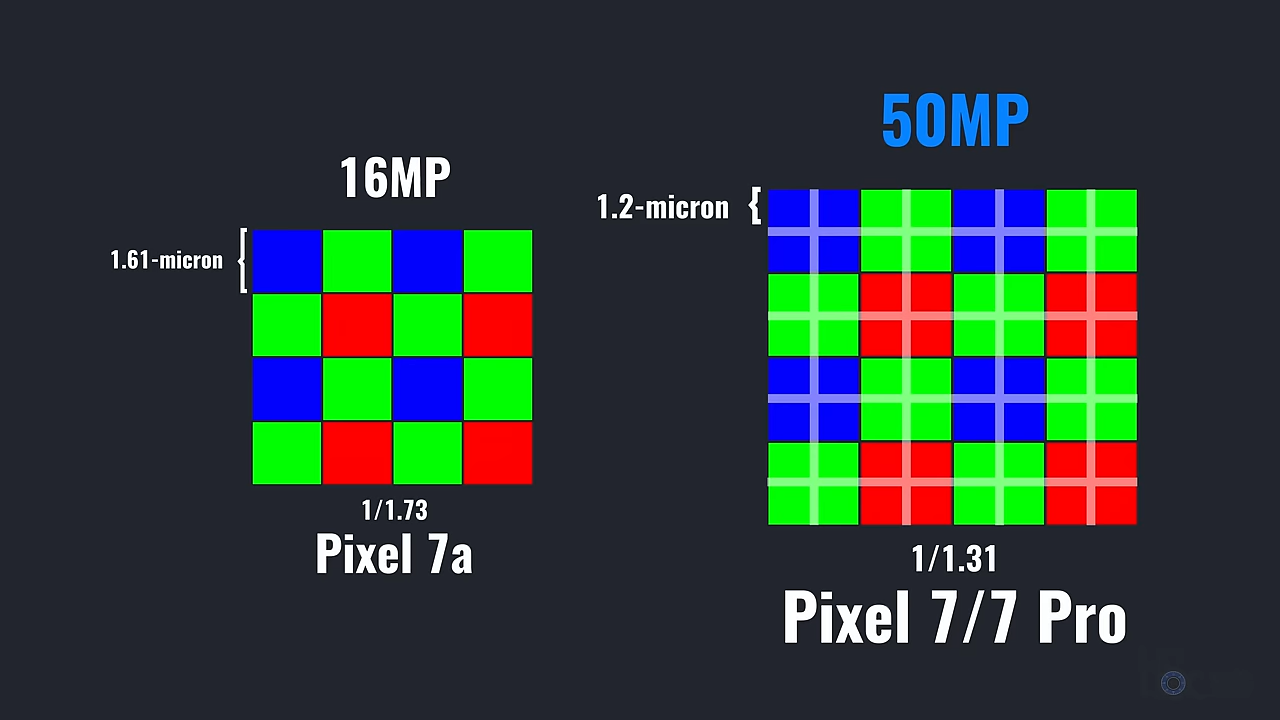 16MP
1.61-micron
1/1.73
Pixel 7a
50MP
1.2-micron
1/1.31
Pixel 7/7 Pro